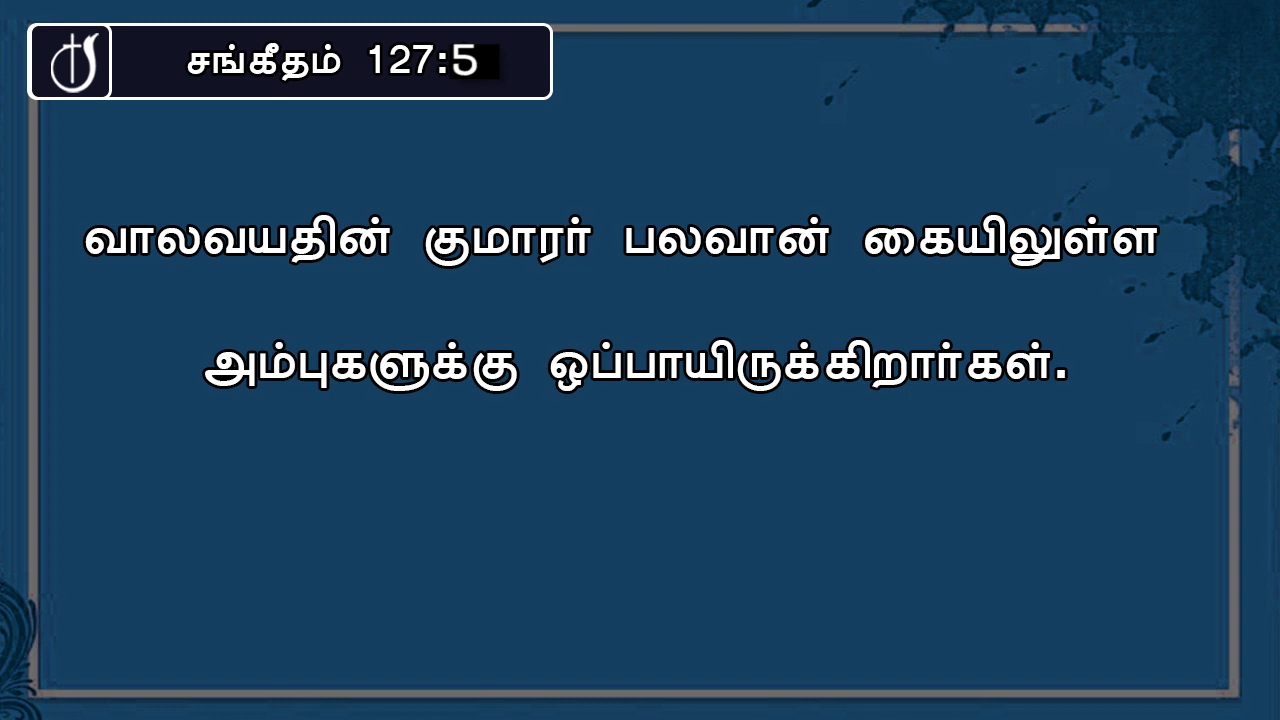 சங்கீதம் 127:5
வாலவயதின் குமாரர் பலவான் கையிலுள்ள
அம்புகளுக்கு ஒப்பாயிருக்கிறார்கள்.